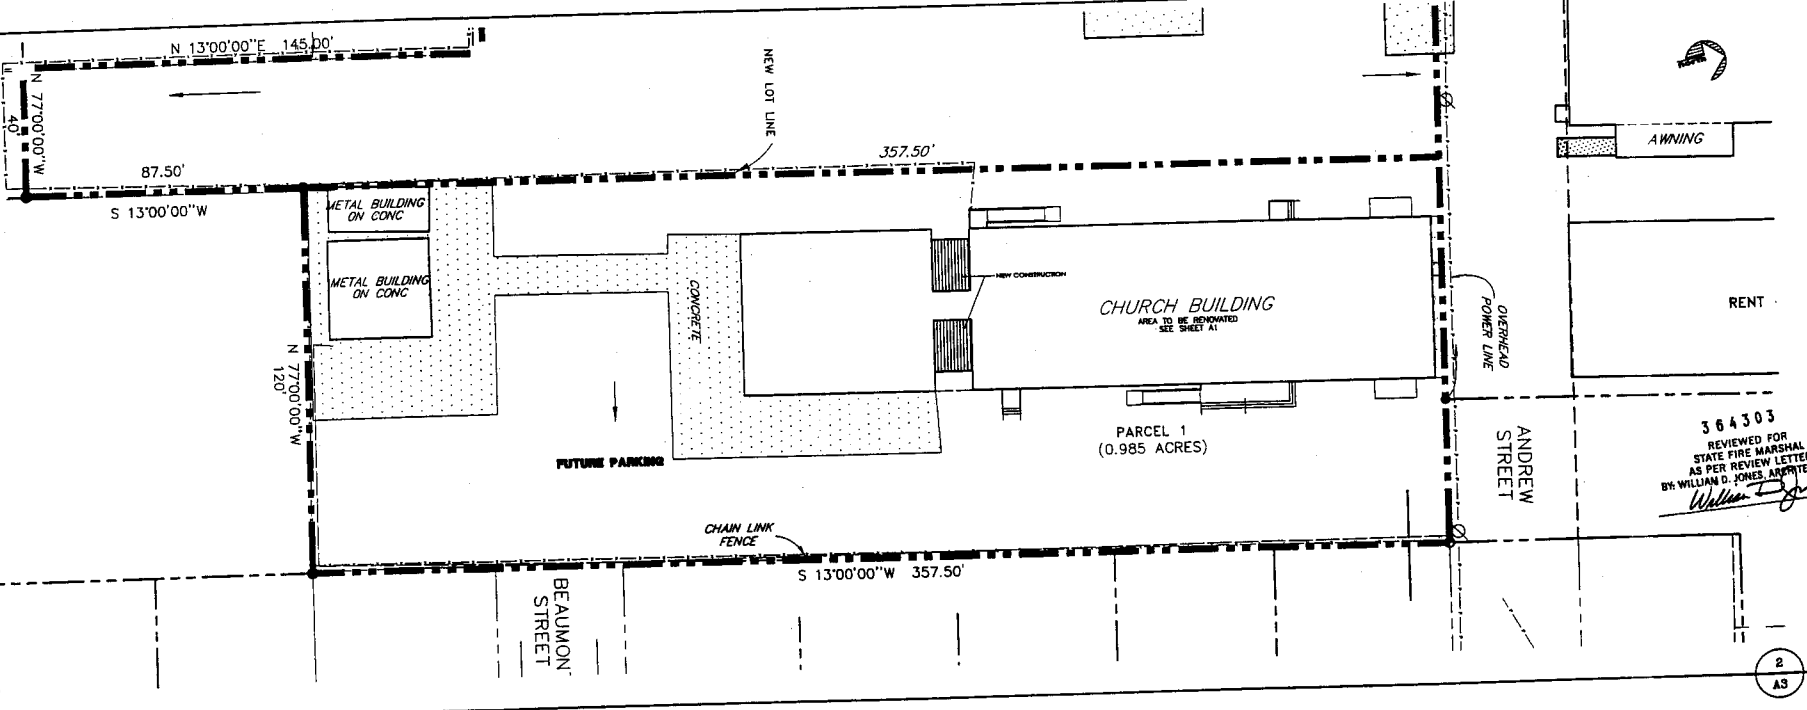 N 13°00'00"E 145.00'
N 77°00'00"W
40'
87.50'
S 13°00'00"W
NEW LOT LINE
357.50'
METAL BUILDING
ON CONC
METAL BUILDING
ON CONC
CONCRETE
NEW CONSTRUCTION
CHURCH BUILDING
AREA TO BE RENOVATED
SEE SHEET A1
OVERHEAD
POWER LINE
NORTH
AWNING
RENT
N 77°00'00"W
120'
FUTURE PARKING
PARCEL 1
(0.985 ACRES)
CHAIN LINK
FENCE
S 13°00'00"W 357.50'
BEAUMON
STREET
ANDREW
STREET
364303
REVIEWED FOR
STATE FIRE MARSHAL
AS PER REVIEW LETTE
BY: WILLIAM D. JONES, ARCHITE
2
A3